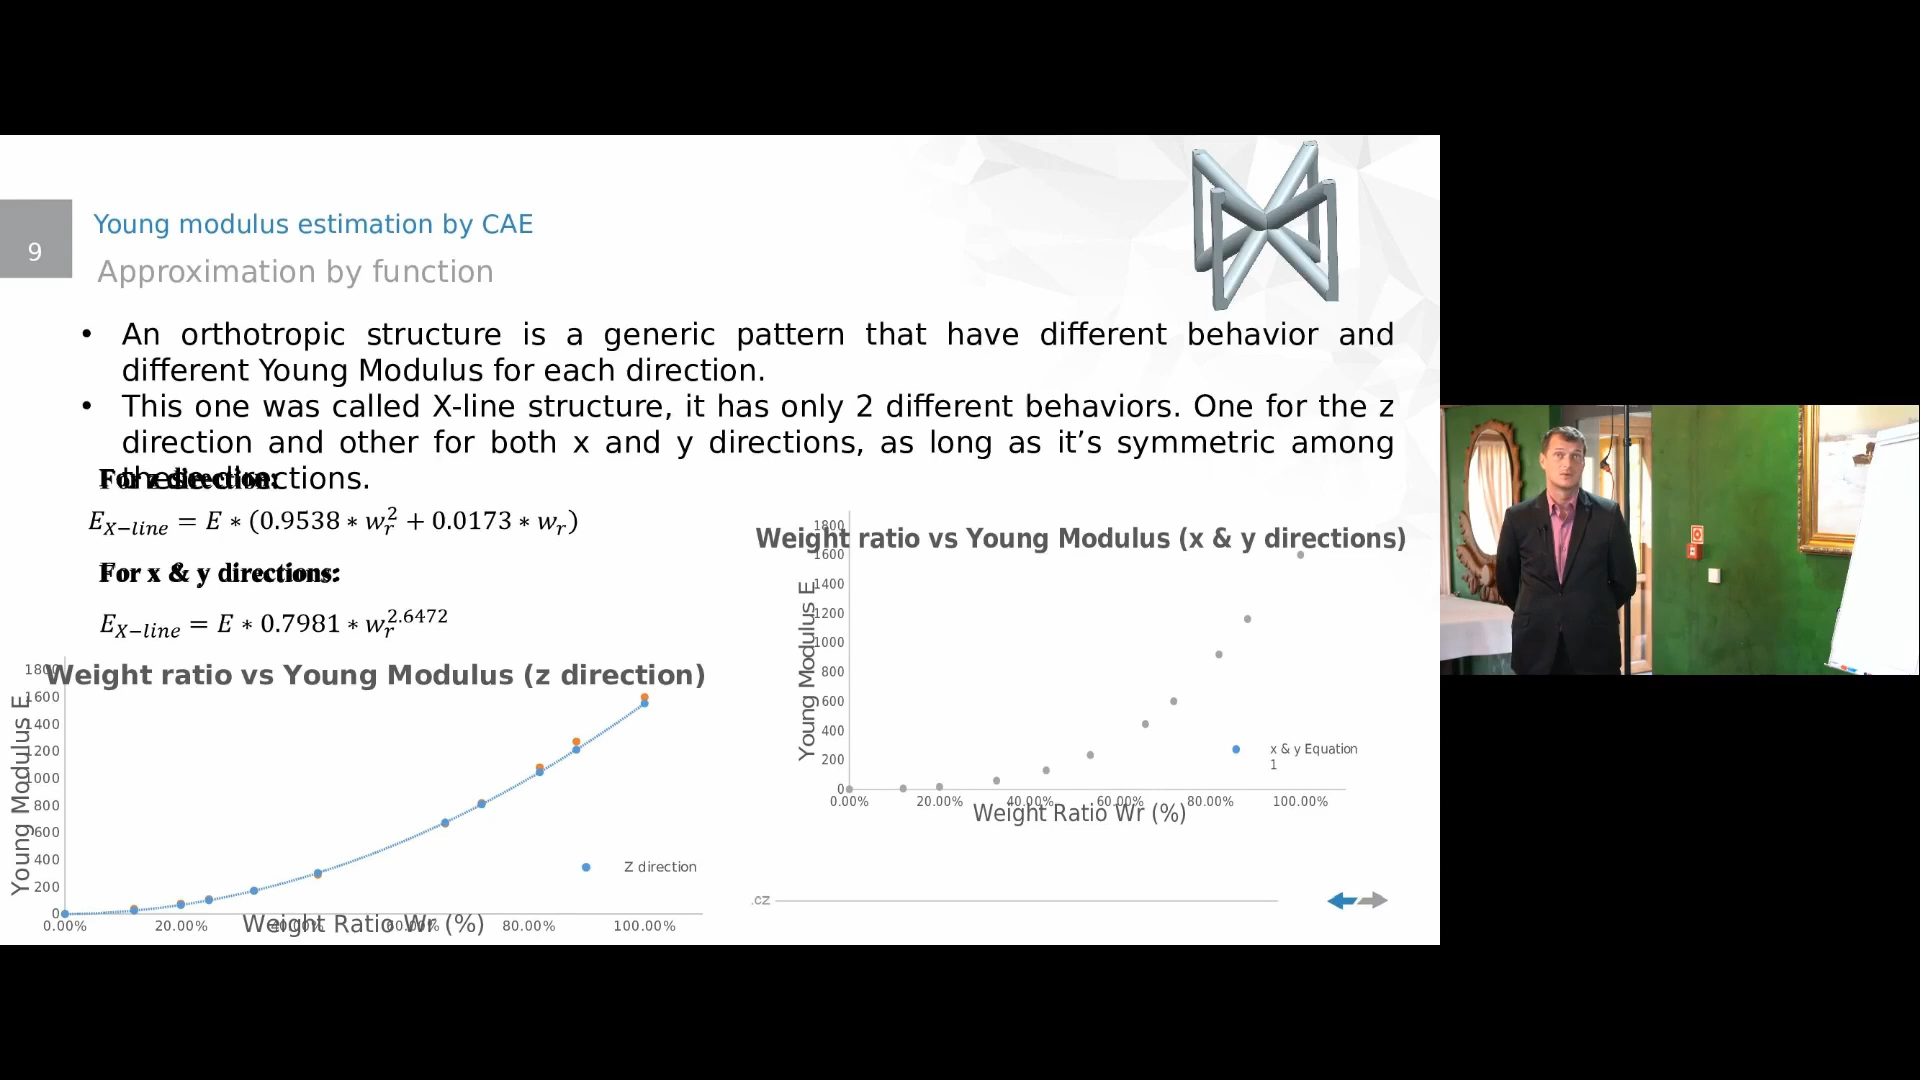 9
Young modulus estimation by CAE
Approximation by function
• An orthotropic structure is a generic pattern that have different behavior and
different Young Modulus for each direction.
• This one was called X-line structure, it has only 2 different behaviors. One for the z
direction and other for both x and y directions, as long as it’s symmetric among
these directions.
For z direction:
E_{X−line} = E ∗ (0.9538 ∗ w_r^2 + 0.0173 ∗ w_r)
For x & y directions:
E_{X−line} = E ∗ 0.7981 ∗ w_r^{2.6472}
Weight ratio vs Young Modulus (z direction)
Young Modulus E
1800
1600
1400
1200
1000
800
600
400
200
0
0.00% 20.00% 40.00% 60.00% 80.00% 100.00%
Weight Ratio Wr (%)
Z direction
Weight ratio vs Young Modulus (x & y directions)
Young Modulus E
1800
1600
1400
1200
1000
800
600
400
200
0
0.00% 20.00% 40.00% 60.00% 80.00% 100.00%
Weight Ratio Wr (%)
x & y Equation
1
.cz